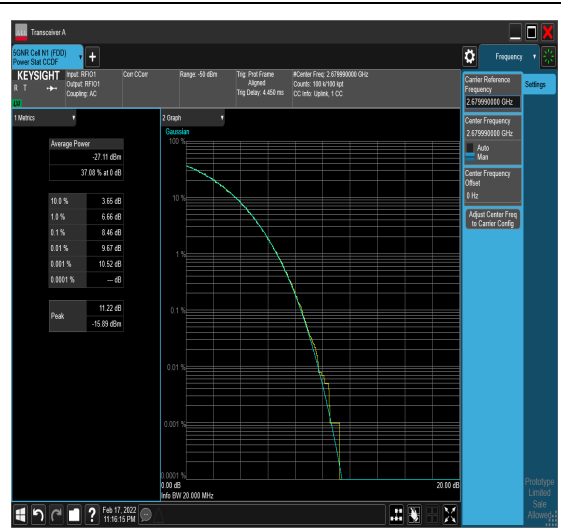 Transceiver A
5GNR Cell N1 (FDD)
Power Stat CCDF
Frequency
KEYSIGHT
R T
LV
Input: RFIO1
Output: RFIO1
Coupling: AC
Corr CCorr
Range: -50 dBm
Trig: Prot Frame
Aligned
Trig Delay: 4.450 ms
#Center Freq: 2.679990000 GHz
Counts: 100 k/100 kpt
CC Info: Uplink, 1 CC
Carrier Reference
Frequency
2.679990000 GHz
Settings
Center Frequency
2.679990000 GHz
Auto
Man
Center Frequency
Offset
0 Hz
Adjust Center Freq
to Carrier Config
1 Metrics
Average Power
-27.11 dBm
37.08 % at 0 dB
10.0 % 3.65 dB
1.0 % 6.66 dB
0.1 % 8.46 dB
0.01 % 9.67 dB
0.001 % 10.52 dB
0.0001 % --- dB
Peak
11.22 dB
-15.89 dBm
2 Graph
Gaussian
100 %
10 %
1 %
0.1 %
0.01 %
0.001 %
0.0001 %
0.00 dB
20.00 dB
Info BW 20.000 MHz
Prototype
Limited
Sale
Allowed
Feb 17, 2022
11:16:15 PM